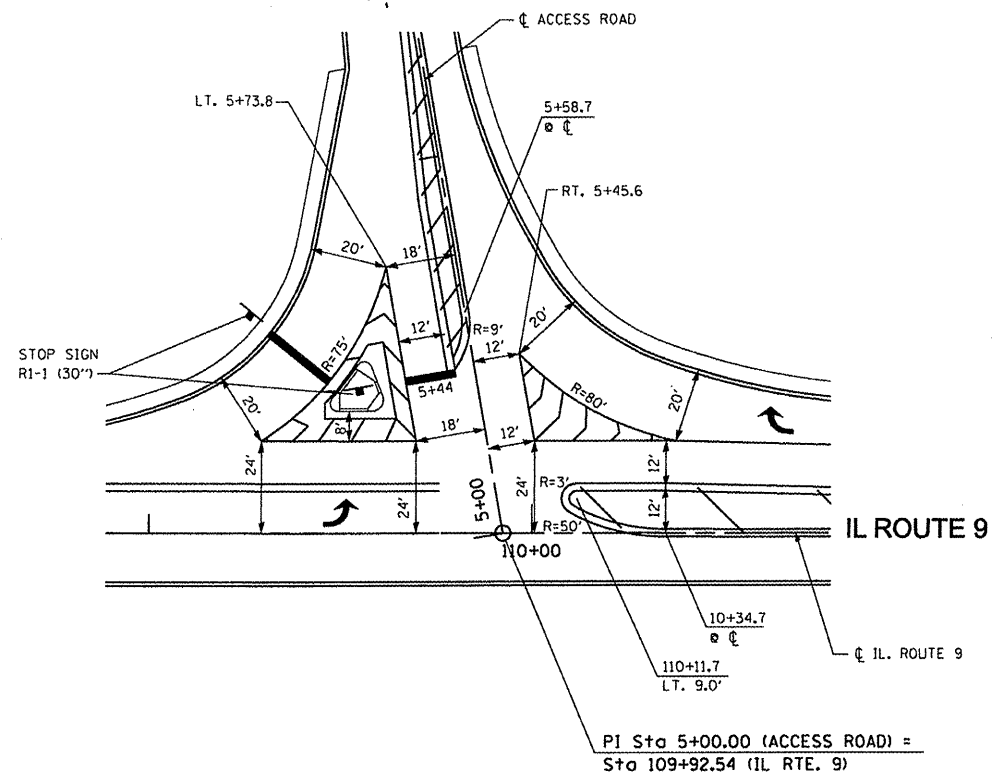 ℄ ACCESS ROAD
LT. 5+73.8
5+58.7
@ ℄
RT. 5+45.6
20'
18'
20'
12'
R=9'
12'
STOP SIGN
R1-1 (30")
R=75'
5+44
R=80'
20'
8'
18'
12'
20'
24'
24'
5+00
24'
R=3'
12'
12'
R=50'
110+00
IL ROUTE 9
10+34.7
@ ℄
℄ IL. ROUTE 9
110+11.7
LT. 9.0'
PI Sta 5+00.00 (ACCESS ROAD) =
Sta 109+92.54 (IL RTE. 9)